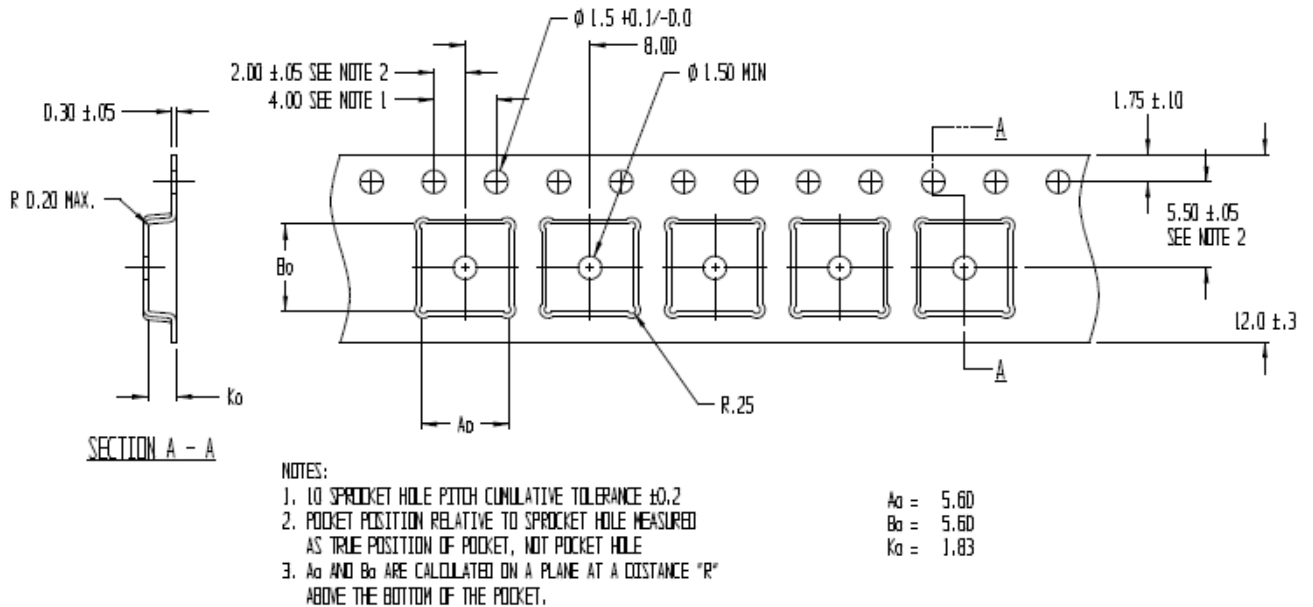 Ø 1.5 +0.1/-0.0
8.00
2.00 ±.05 SEE NOTE 2
Ø 1.50 MIN
4.00 SEE NOTE 1
0.30 ±.05
1.75 ±.10
A
R 0.20 MAX.
5.50 ±.05
SEE NOTE 2
Bo
12.0 ±.3
A
Ko
R.25
Ao
SECTION A - A
NOTES:
1. 10 SPROCKET HOLE PITCH CUMULATIVE TOLERANCE ±0.2
2. POCKET POSITION RELATIVE TO SPROCKET HOLE MEASURED
AS TRUE POSITION OF POCKET, NOT POCKET HOLE
3. Ao AND Bo ARE CALCULATED ON A PLANE AT A DISTANCE "R"
ABOVE THE BOTTOM OF THE POCKET.
Ao = 5.60
Bo = 5.60
Ko = 1.83